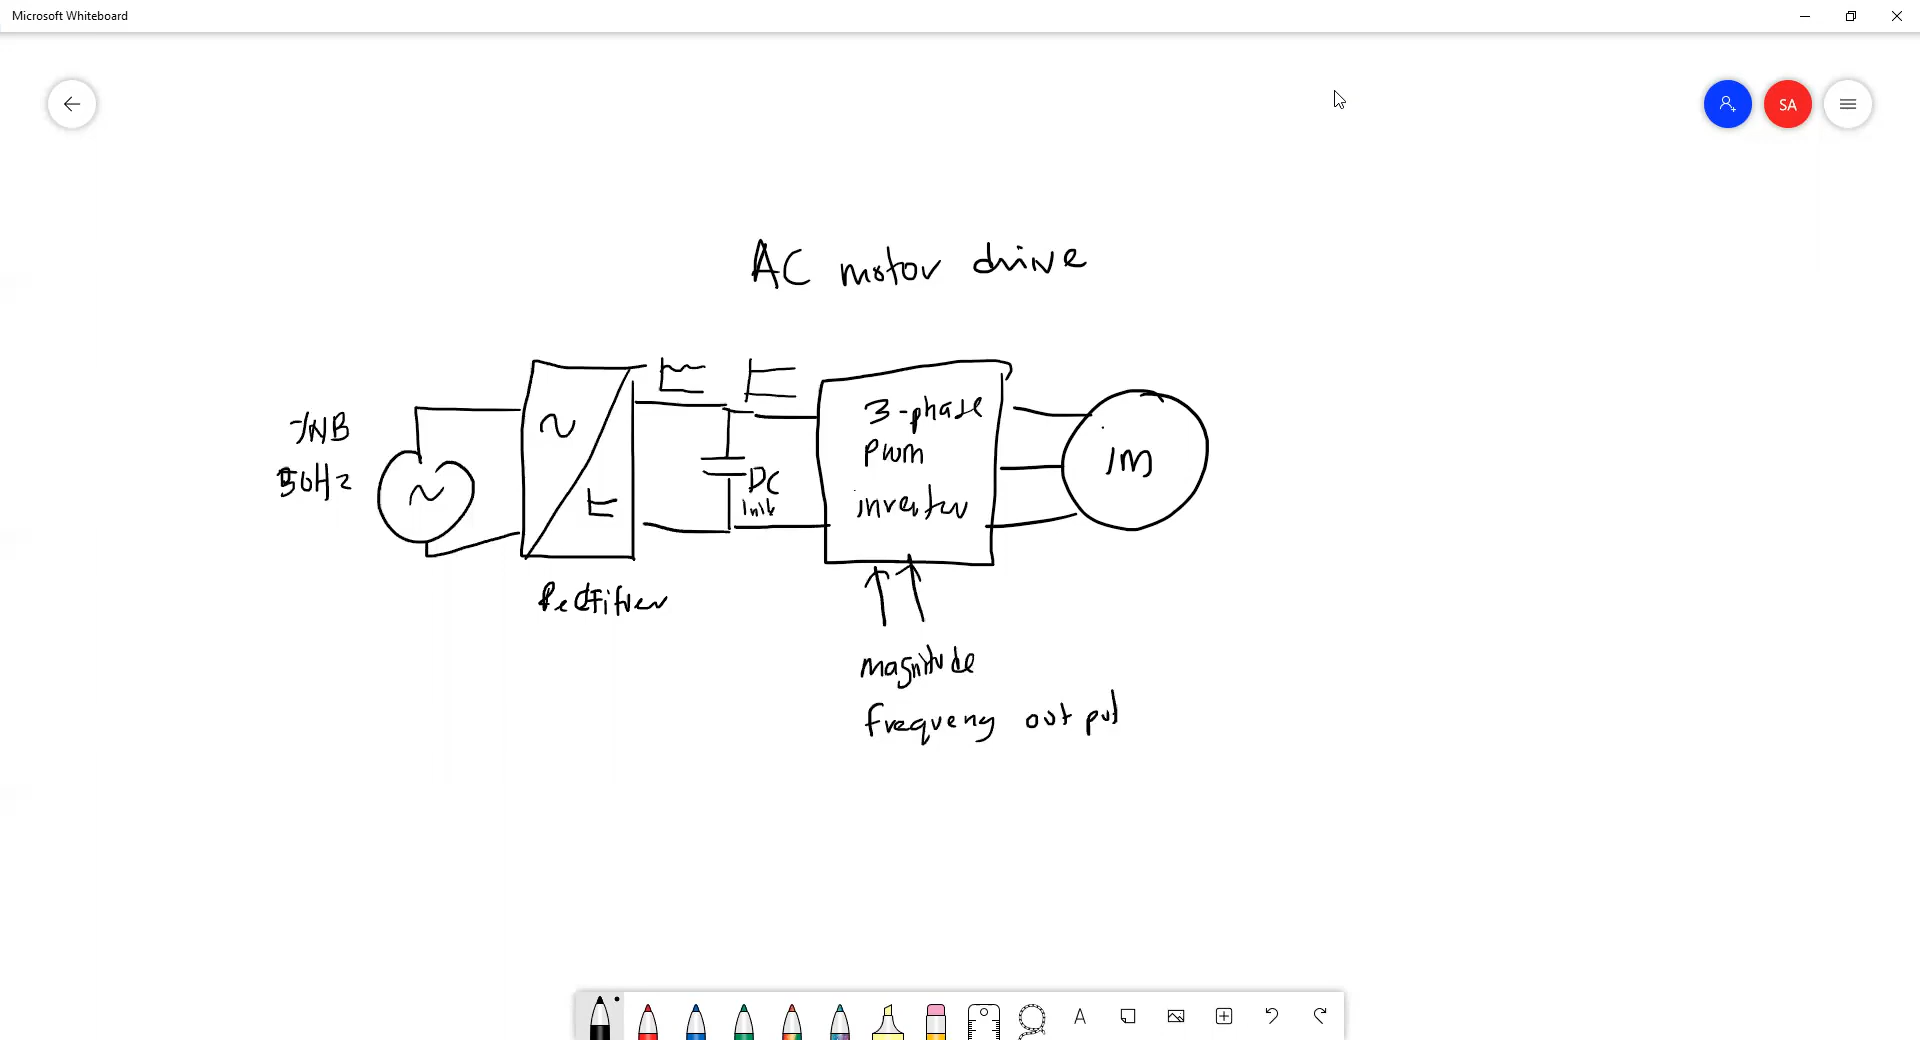 Microsoft Whiteboard
SA
AC motor drive
TNB
50Hz
~
~
DC
link
3-phase
PWM
inverter
IM
Rectifier
magnitude
frequency output
A